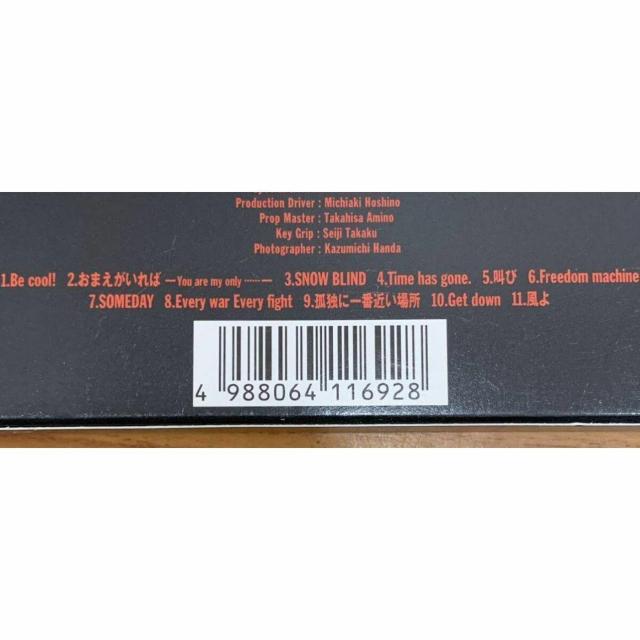 Production Driver : Michiaki Hoshino
Prop Master : Takahisa Amino
Key Grip : Seiji Takaku
Photographer : Kazumichi Handa
1.Be cool! 2.おまえがいれば —You are my only ……— 3.SNOW BLIND 4.Time has gone. 5.叫び 6.Freedom machine
7.SOMEDAY 8.Every war Every fight 9.孤独に一番近い場所 10.Get down 11.風よ
4 988064 116928